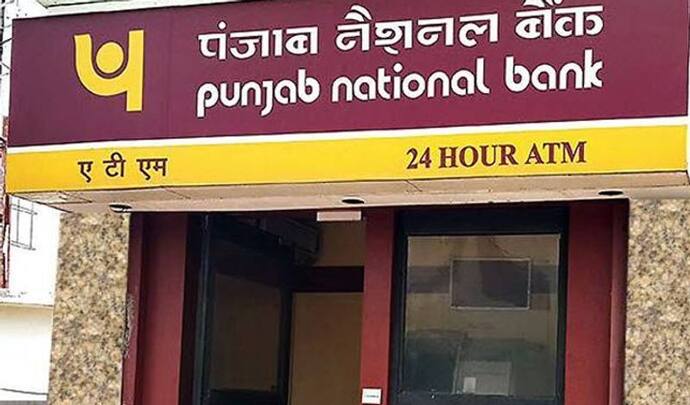 पंजाब नैशनल बैंक
punjab national bank
ए टी एम
24 HOUR ATM